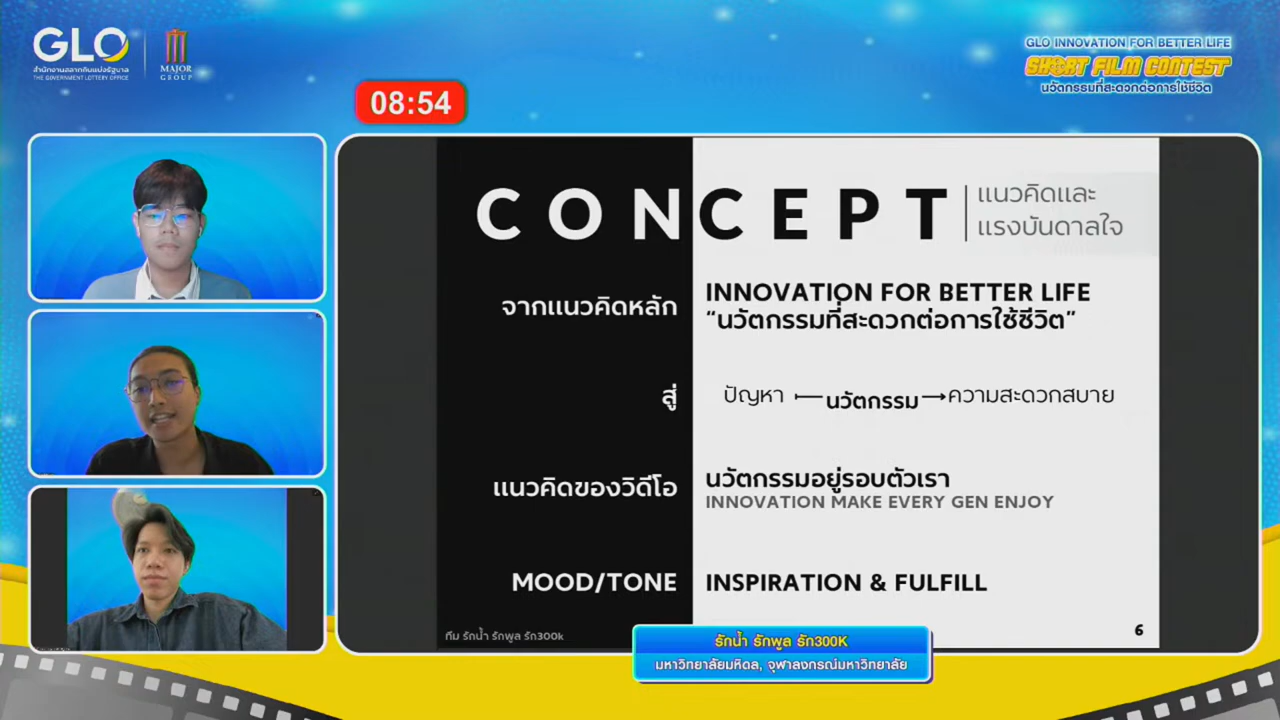 GLO
สำนักงานสลากกินแบ่งรัฐบาล
THE GOVERNMENT LOTTERY OFFICE
MAJOR
GROUP
GLO INNOVATION FOR BETTER LIFE
SHORT FILM CONTEST
นวัตกรรมที่สะดวกต่อการใช้ชีวิต
08:54
CONCEPT
แนวคิดและ
แรงบันดาลใจ
จากแนวคิดหลัก
INNOVATION FOR BETTER LIFE
“นวัตกรรมที่สะดวกต่อการใช้ชีวิต”
สู่
ปัญหา นวัตกรรม ความสะดวกสบาย
แนวคิดของวิดีโอ
นวัตกรรมอยู่รอบตัวเรา
INNOVATION MAKE EVERY GEN ENJOY
MOOD/TONE
INSPIRATION & FULFILL
ทีม รักน้ำ รักพูล รัก300k
6
รักน้ำ รักพูล รัก300K
มหาวิทยาลัยมหิดล, จุฬาลงกรณ์มหาวิทยาลัย